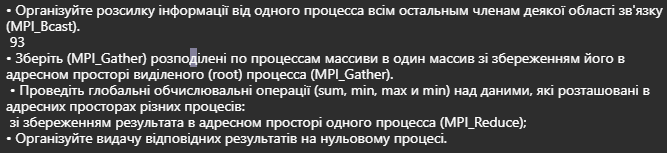 • Організуйте розсилку інформації від одного процесса всім остальным членам деякої області зв'язку
(MPI_Bcast).
93
• Зберіть (MPI_Gather) розподілені по процессам массиви в один массив зі збереженням його в
адресном просторі виділеного (root) процесса (MPI_Gather).
• Проведіть глобальні обчислювальні операції (sum, min, max и min) над даними, які розташовані в
адресних просторах різних процесів:
зі збереженням результата в адресном просторі одного процесса (MPI_Reduce);
• Організуйте видачу відповідних результатів на нульовому процесі.